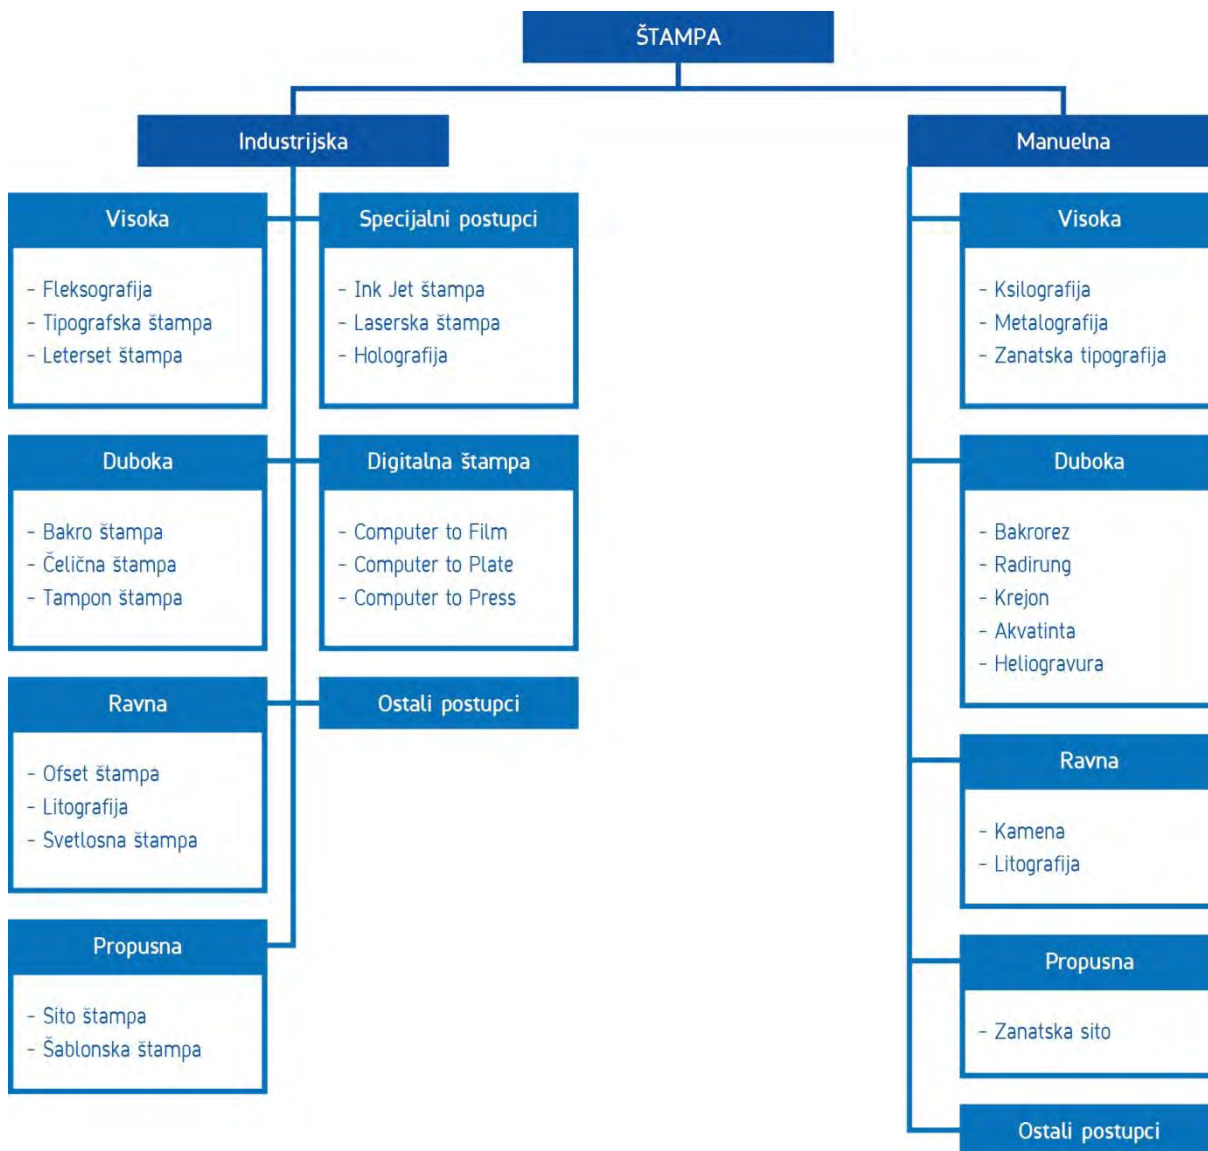 ŠTAMPA
Industrijska
Visoka
- Fleksografija
- Tipografska štampa
- Leterset štampa
Duboka
- Bakro štampa
- Čelična štampa
- Tampon štampa
Ravna
- Ofset štampa
- Litografija
- Svetlosna štampa
Propusna
- Sito štampa
- Šablonska štampa
Specijalni postupci
- Ink Jet štampa
- Laserska štampa
- Holografija
Digitalna štampa
- Computer to Film
- Computer to Plate
- Computer to Press
Ostali postupci
Manuelna
Visoka
- Ksilografija
- Metalografija
- Zanatska tipografija
Duboka
- Bakrorez
- Radirung
- Krejon
- Akvatinta
- Heliogravura
Ravna
- Kamena
- Litografija
Propusna
- Zanatska sito
Ostali postupci